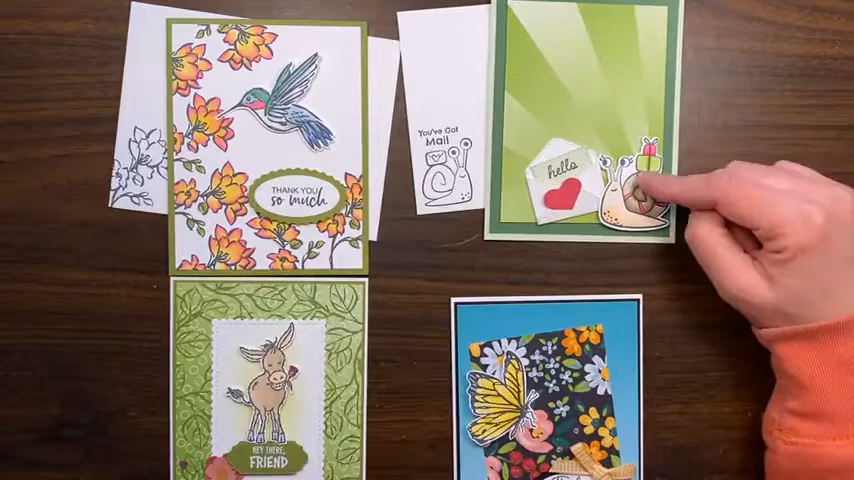 THANK YOU
SO MUCH
You've Got
Mail
hello
HEY THERE,
FRIEND